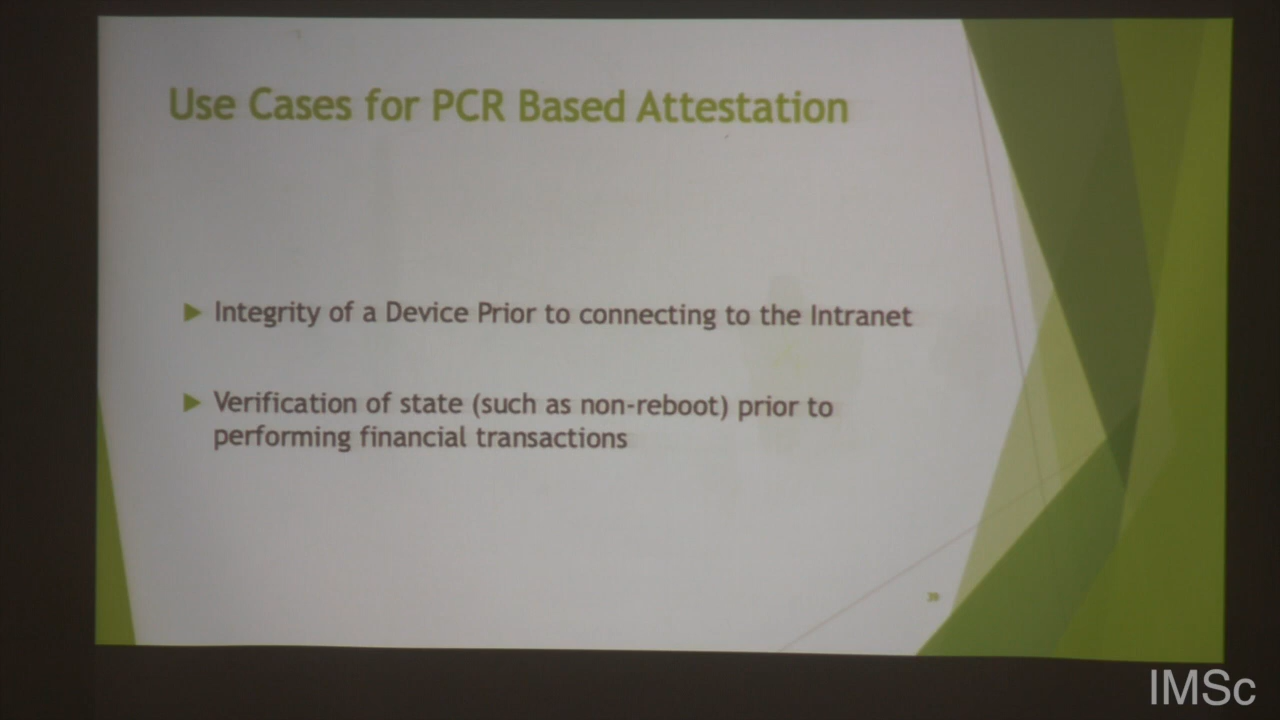 Use Cases for PCR Based Attestation
Integrity of a Device Prior to connecting to the Intranet
Verification of state (such as non-reboot) prior to
performing financial transactions
IMSc